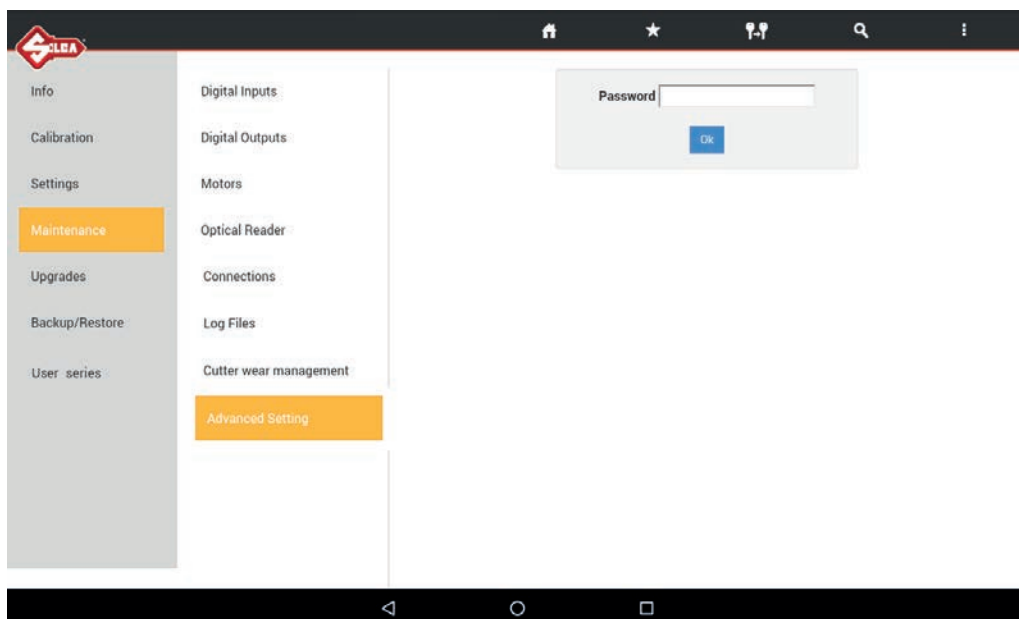 SILCA
Info
Calibration
Settings
Maintenance
Upgrades
Backup/Restore
User series
Digital Inputs
Digital Outputs
Motors
Optical Reader
Connections
Log Files
Cutter wear management
Advanced Setting
Password
Ok